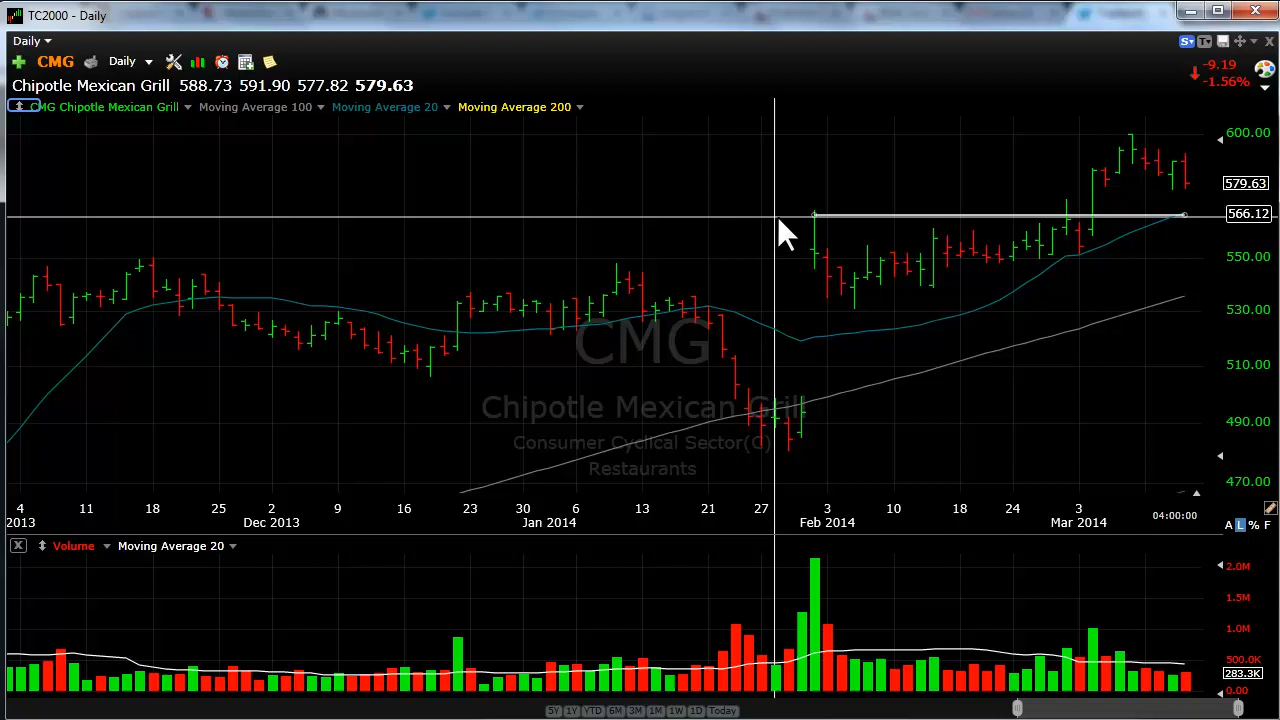 TC2000 - Daily
Daily
CMG Daily
Chipotle Mexican Grill 588.73 591.90 577.82 579.63
-9.19
-1.56%
CMG Chipotle Mexican Grill Moving Average 100 Moving Average 20 Moving Average 200
600.00
579.63
566.12
550.00
530.00
510.00
490.00
470.00
CMG
Chipotle Mexican Grill
Consumer Cyclical Sector(C)
Restaurants
4 11 18 25 2 9 16 23 30 6 13 21 27 3 10 18 24 3
2013 Dec 2013 Jan 2014 Feb 2014 Mar 2014
04:00:00
A L % F
X Volume Moving Average 20
2.0M
1.5M
1.0M
500.0K
283.3K
0.00
5Y 1Y YTD 6M 3M 1M 1W 1D Today